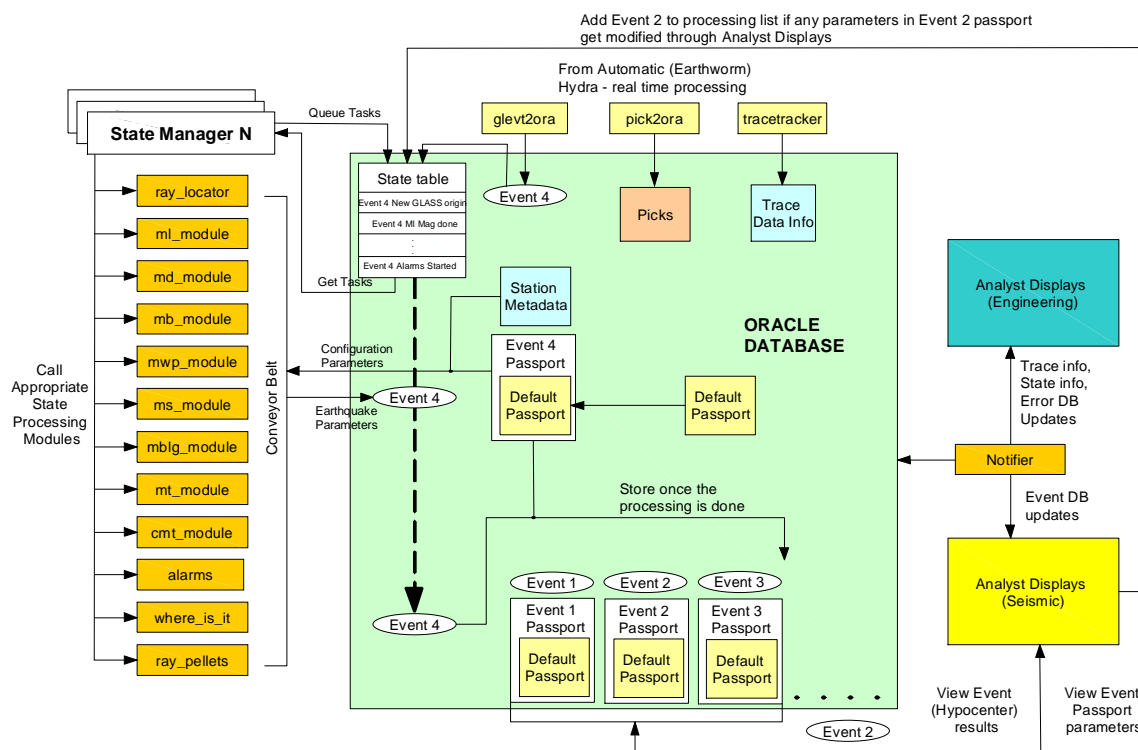 Add Event 2 to processing list if any parameters in Event 2 passport
get modified through Analyst Displays
From Automatic (Earthworm)
Hydra - real time processing
Queue Tasks
State Manager N
glevt2ora
pick2ora
tracetracker
State table
Event 4 New GLASS origin
Event 4 Ml Mag done
:
.
Event 4 Alarms Started
Event 4
Picks
Trace
Data Info
Get Tasks
Station
Metadata
ORACLE
DATABASE
Call
Appropriate
State
Processing
Modules
ray_locator
ml_module
md_module
mb_module
mwp_module
ms_module
mblg_module
mt_module
cmt_module
alarms
where_is_it
ray_pellets
Conveyor Belt
Configuration
Parameters
Earthquake
Parameters
Event 4
Event 4
Passport
Default
Passport
Default
Passport
Store once the
processing is done
Event 4
Event 1
Event 2
Event 3
Event 1
Passport
Default
Passport
Event 2
Passport
Default
Passport
Event 3
Passport
Default
Passport
. . . .
Event 2
Analyst Displays
(Engineering)
Trace info,
State info,
Error DB
Updates
Notifier
Event DB
updates
Analyst Displays
(Seismic)
View Event
(Hypocenter)
results
View Event
Passport
parameters